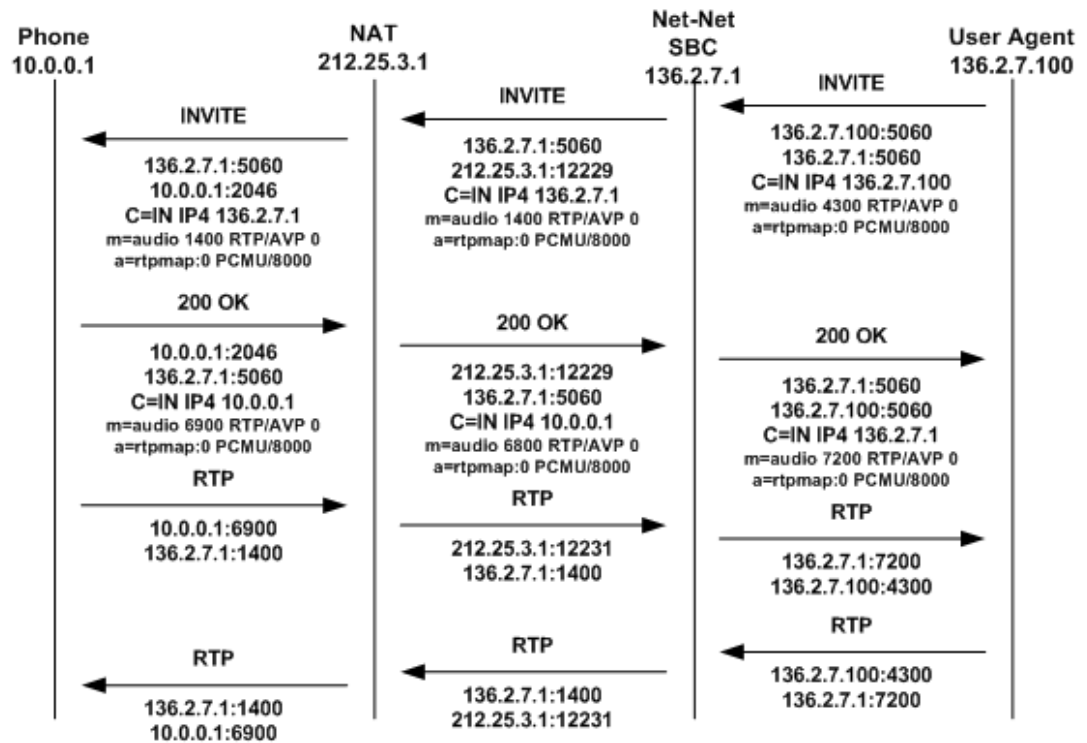 Phone
10.0.0.1
NAT
212.25.3.1
Net-Net
SBC
136.2.7.1
User Agent
136.2.7.100
INVITE
136.2.7.1:5060
10.0.0.1:2046
C=IN IP4 136.2.7.1
m=audio 1400 RTP/AVP 0
a=rtpmap:0 PCMU/8000
INVITE
136.2.7.1:5060
212.25.3.1:12229
C=IN IP4 136.2.7.1
m=audio 1400 RTP/AVP 0
a=rtpmap:0 PCMU/8000
INVITE
136.2.7.100:5060
136.2.7.1:5060
C=IN IP4 136.2.7.100
m=audio 4300 RTP/AVP 0
a=rtpmap:0 PCMU/8000
200 OK
10.0.0.1:2046
136.2.7.1:5060
C=IN IP4 10.0.0.1
m=audio 6900 RTP/AVP 0
a=rtpmap:0 PCMU/8000
200 OK
212.25.3.1:12229
136.2.7.1:5060
C=IN IP4 10.0.0.1
m=audio 6800 RTP/AVP 0
a=rtpmap:0 PCMU/8000
200 OK
136.2.7.1:5060
136.2.7.100:5060
C=IN IP4 136.2.7.1
m=audio 7200 RTP/AVP 0
a=rtpmap:0 PCMU/8000
RTP
10.0.0.1:6900
136.2.7.1:1400
RTP
212.25.3.1:12231
136.2.7.1:1400
RTP
136.2.7.1:7200
136.2.7.100:4300
RTP
136.2.7.1:1400
10.0.0.1:6900
RTP
136.2.7.1:1400
212.25.3.1:12231
RTP
136.2.7.100:4300
136.2.7.1:7200